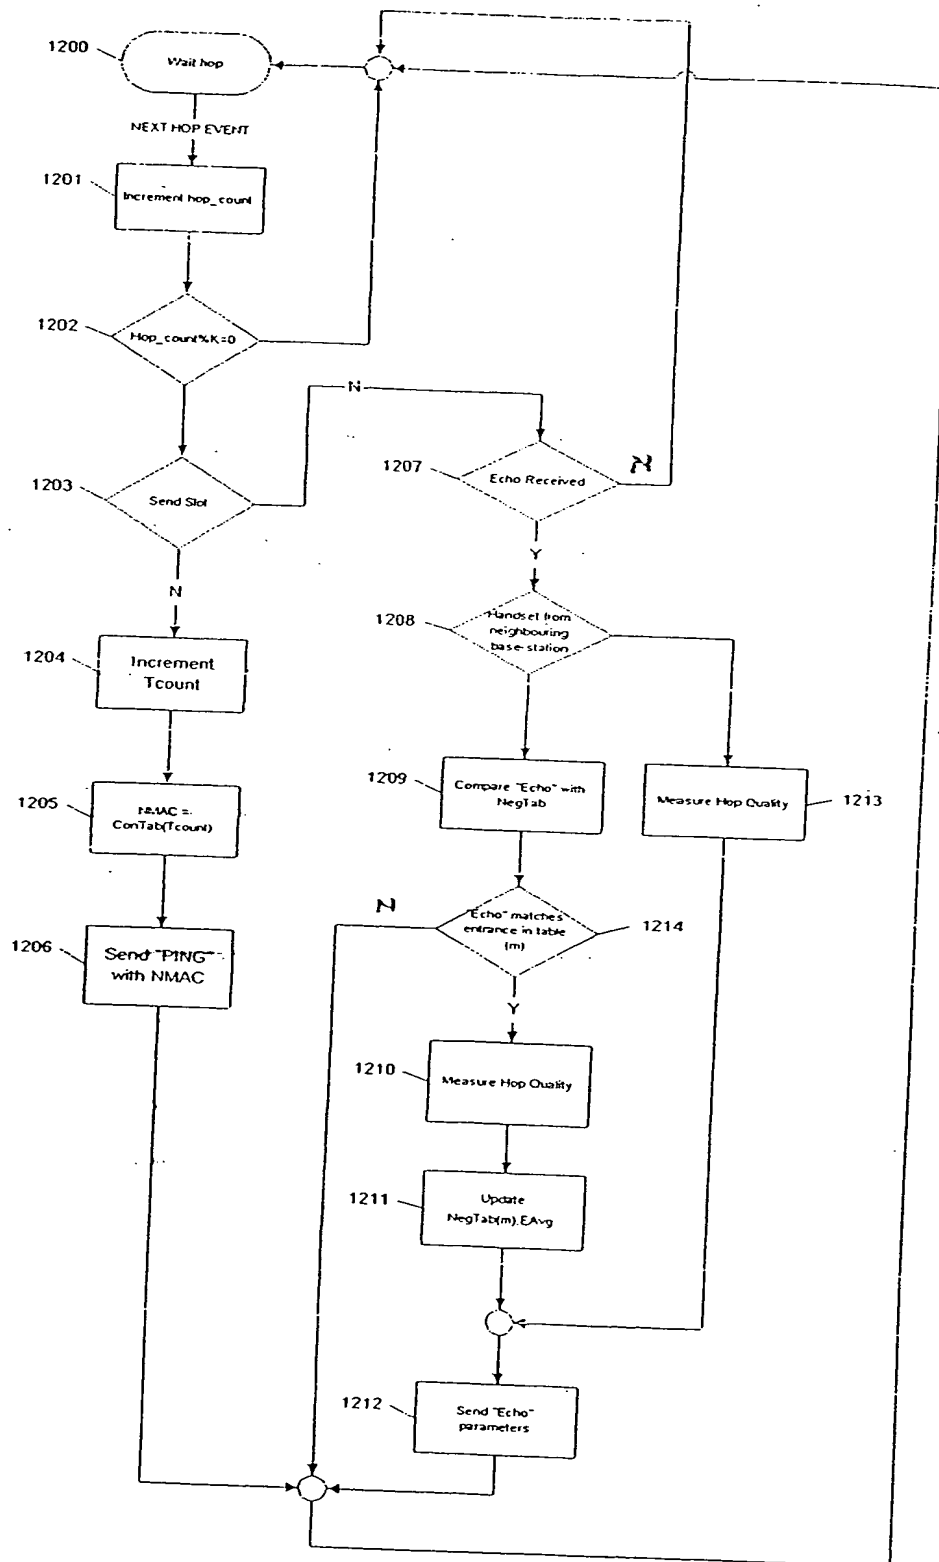 1200
Wait hop
NEXT HOP EVENT
1201
Increment hop_count
1202
Hop_count%K=0
N
1203
Send Slot
1207
Echo Received
N
N
Y
1204
Increment
Tcount
1208
Handset from
neighbouring
base-station
1205
NMAC =
ConTab(Tcount)
1209
Compare "Echo" with
NegTab
Measure Hop Quality
1213
1206
Send "PING"
with NMAC
N
"Echo" matches
entrance in table
(m)
1214
Y
1210
Measure Hop Quality
1211
Update
NegTab(m).EAvg
1212
Send "Echo"
parameters